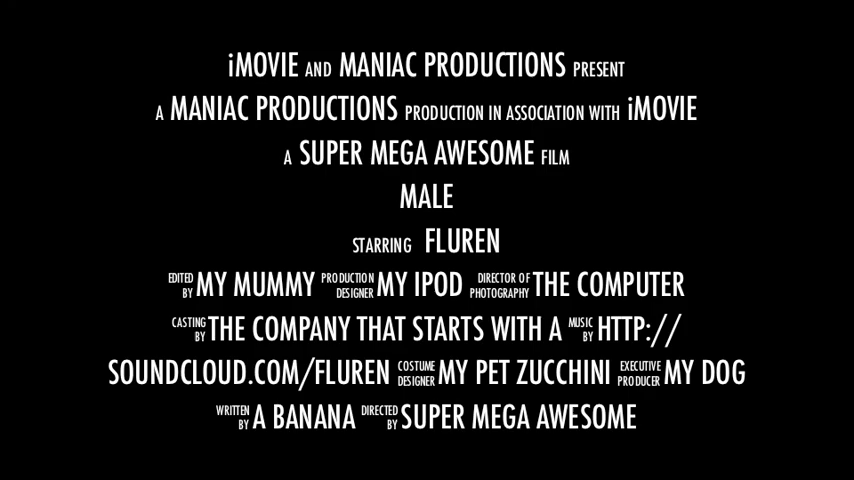 iMOVIE AND MANIAC PRODUCTIONS PRESENT
A MANIAC PRODUCTIONS PRODUCTION IN ASSOCIATION WITH iMOVIE
A SUPER MEGA AWESOME FILM
MALE
STARRING FLUREN
EDITED BY MY MUMMY PRODUCTION DESIGNER MY IPOD DIRECTOR OF PHOTOGRAPHY THE COMPUTER
CASTING BY THE COMPANY THAT STARTS WITH A MUSIC BY HTTP://
SOUNDCLOUD.COM/FLUREN COSTUME DESIGNER MY PET ZUCCHINI EXECUTIVE PRODUCER MY DOG
WRITTEN BY A BANANA DIRECTED BY SUPER MEGA AWESOME